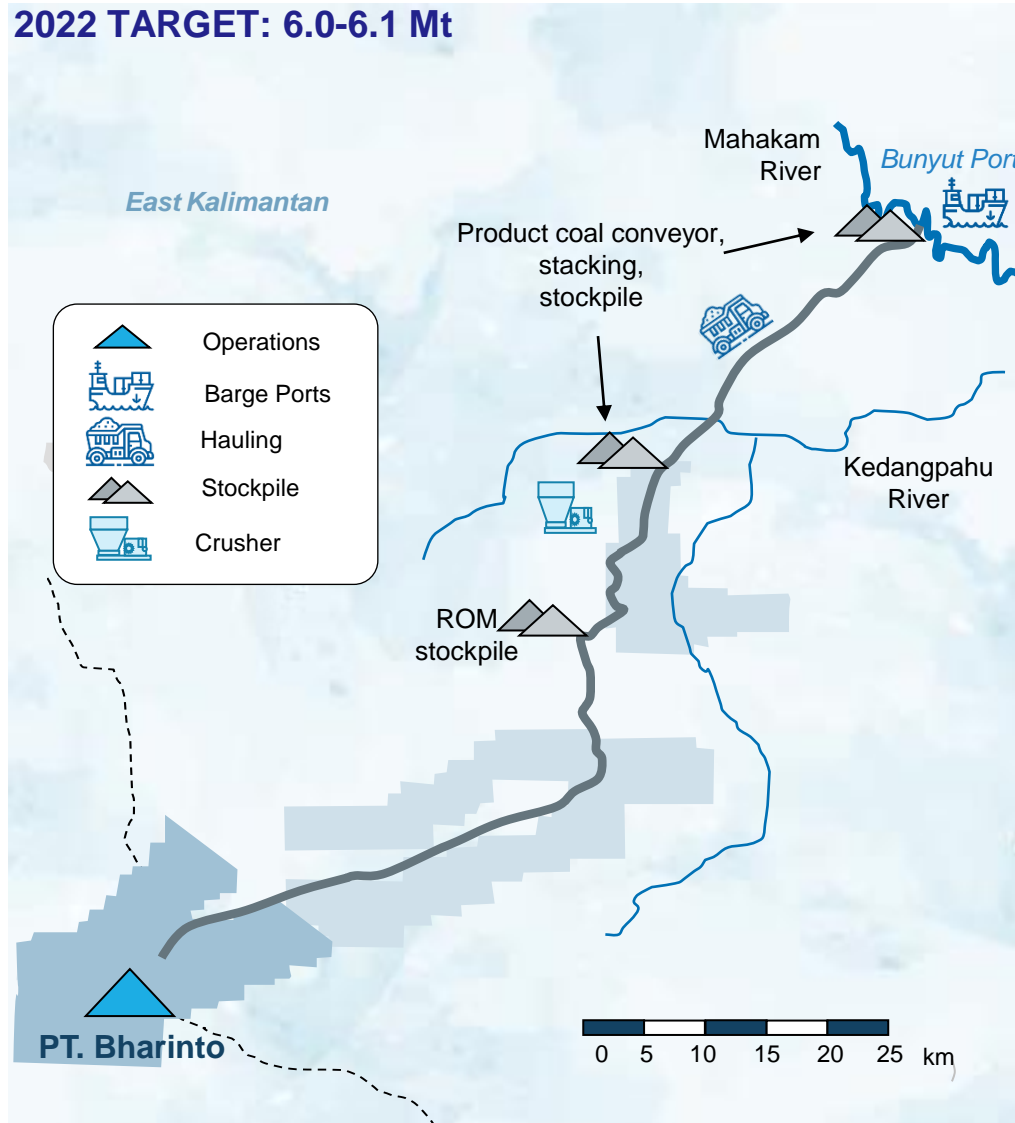 2022 TARGET: 6.0-6.1 Mt
Mahakam
River
Bunyut Port
East Kalimantan
Product coal conveyor,
stacking,
stockpile
Operations
Barge Ports
Hauling
Stockpile
Crusher
Kedangpahu
River
ROM
stockpile
PT. Bharinto
0 5 10 15 20 25 km